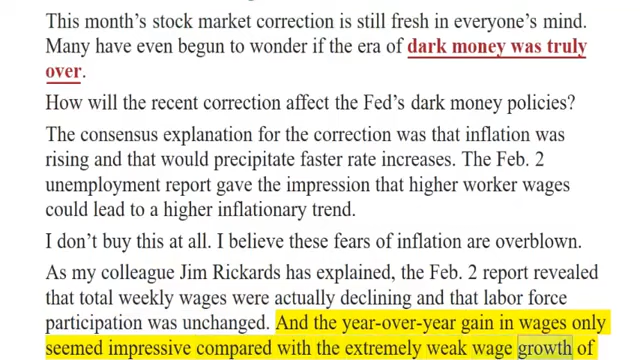 This month's stock market correction is still fresh in everyone's mind.
Many have even begun to wonder if the era of dark money was truly
over.
How will the recent correction affect the Fed's dark money policies?
The consensus explanation for the correction was that inflation was
rising and that would precipitate faster rate increases. The Feb. 2
unemployment report gave the impression that higher worker wages
could lead to a higher inflationary trend.
I don't buy this at all. I believe these fears of inflation are overblown.
As my colleague Jim Rickards has explained, the Feb. 2 report revealed
that total weekly wages were actually declining and that labor force
participation was unchanged. And the year-over-year gain in wages only
seemed impressive compared with the extremely weak wage growth of